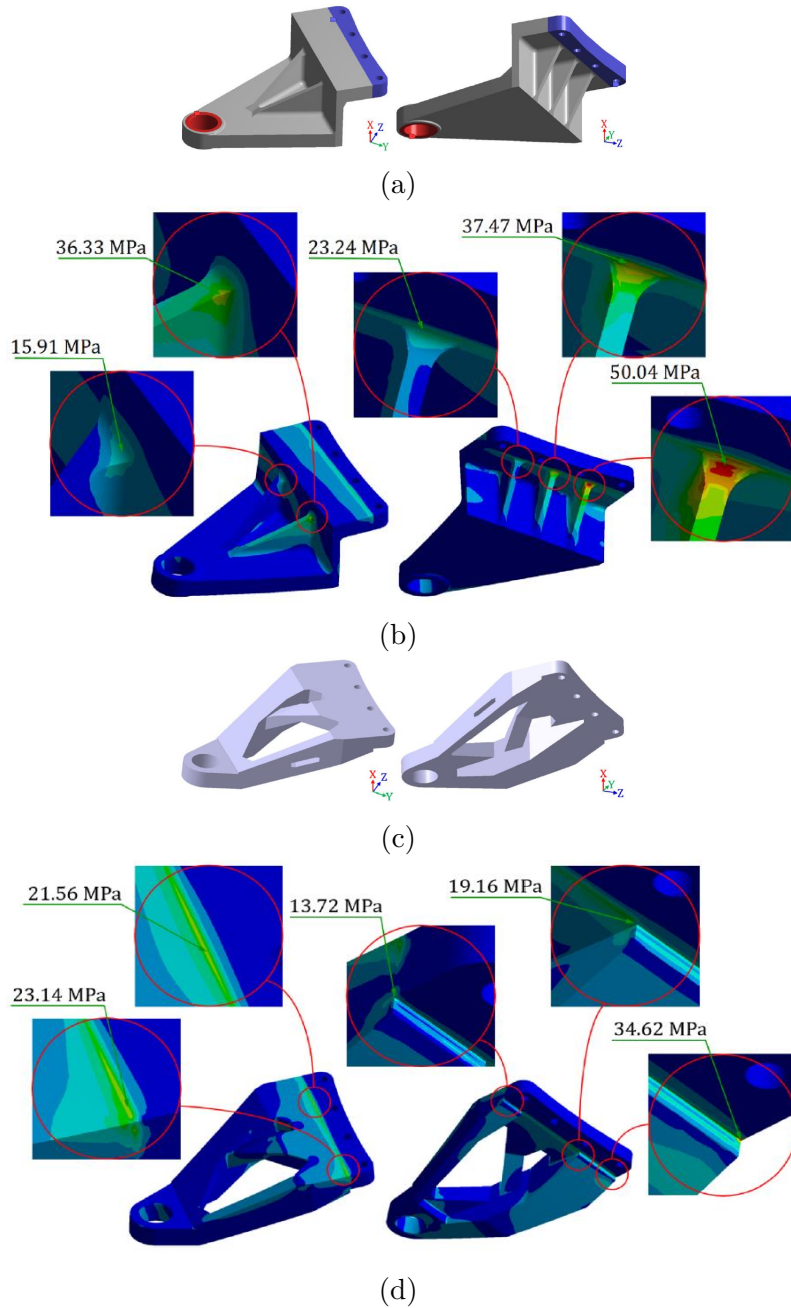 X
Z
Y
X
Y
Z
(a)
36.33 MPa
23.24 MPa
37.47 MPa
15.91 MPa
50.04 MPa
(b)
X
Z
Y
X
Y
Z
(c)
21.56 MPa
13.72 MPa
19.16 MPa
23.14 MPa
34.62 MPa
(d)